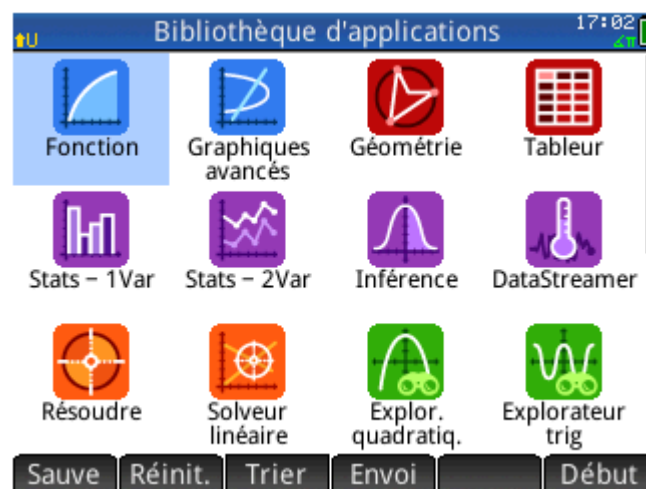 Bibliothèque d'applications
17:02
U
∡π
Fonction
Graphiques
avancés
Géométrie
Tableur
Stats – 1Var
Stats – 2Var
Inférence
DataStreamer
Résoudre
Solveur
linéaire
Explor.
quadratiq.
Explorateur
trig
Sauve
Réinit.
Trier
Envoi
Début